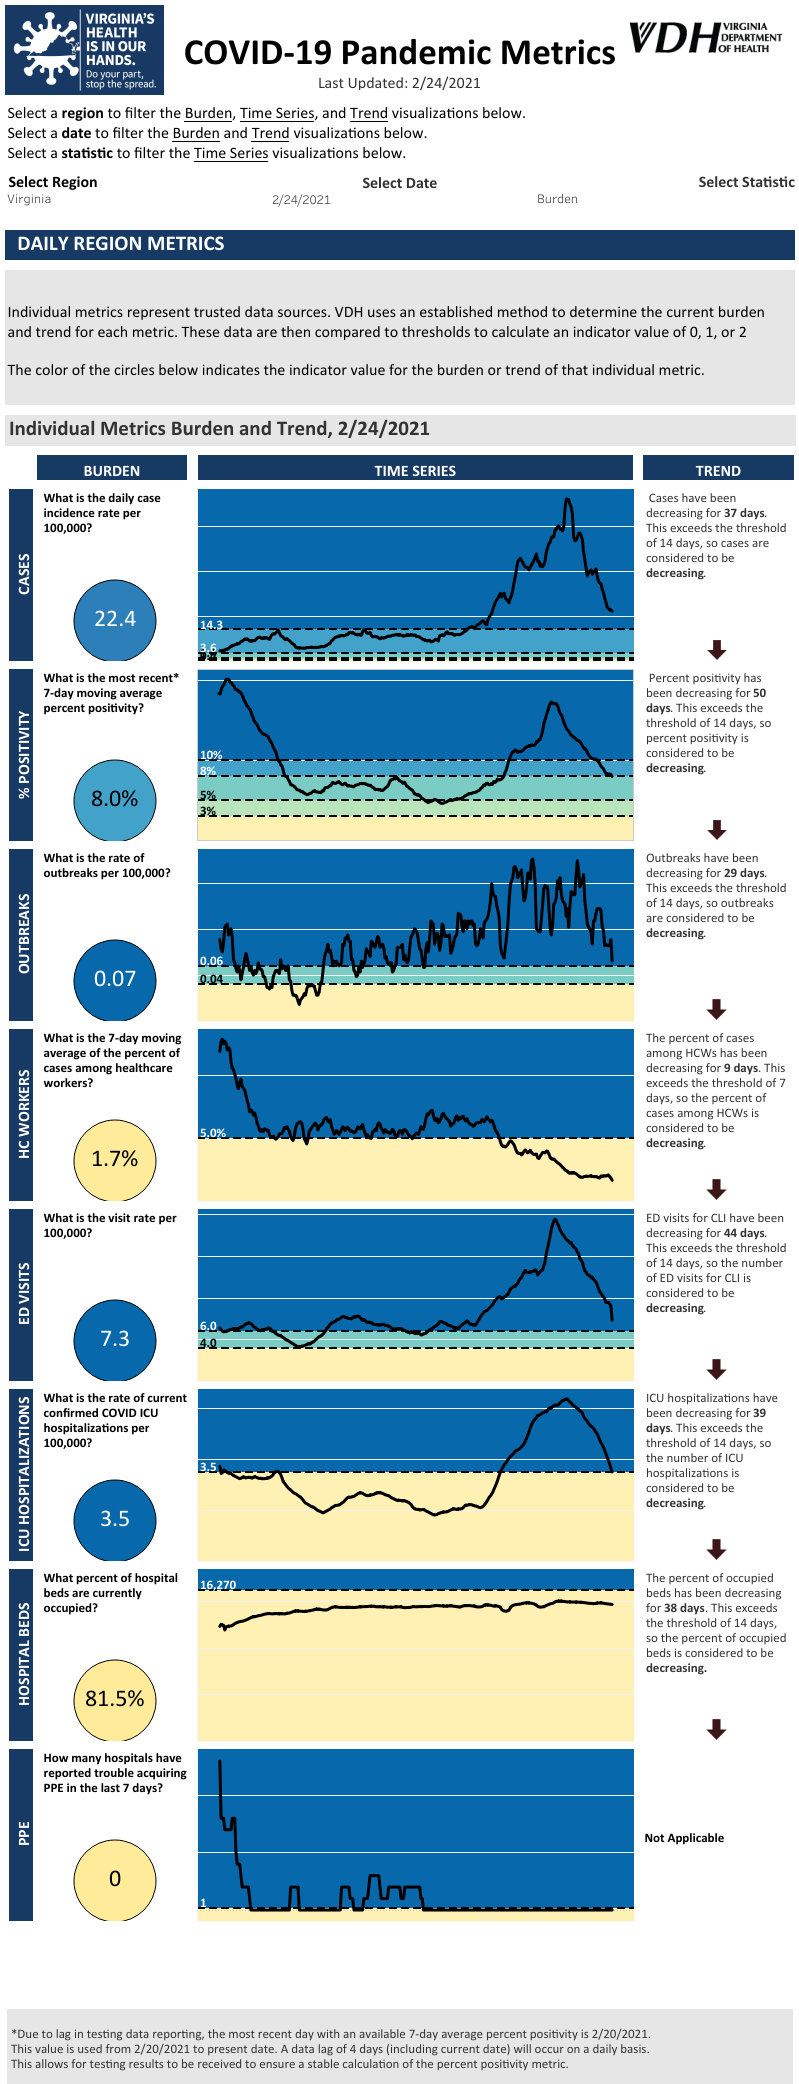 VIRGINIA'S
HEALTH
IS IN OUR
HANDS.
Do your part,
stop the spread.
COVID-19 Pandemic Metrics
Last Updated: 2/24/2021
VDH VIRGINIA
DEPARTMENT
OF HEALTH
Select a region to filter the Burden, Time Series, and Trend visualizations below.
Select a date to filter the Burden and Trend visualizations below.
Select a statistic to filter the Time Series visualizations below.
Select Region
Virginia
Select Date
2/24/2021
Select Statistic
Burden
DAILY REGION METRICS
Individual metrics represent trusted data sources. VDH uses an established method to determine the current burden
and trend for each metric. These data are then compared to thresholds to calculate an indicator value of 0, 1, or 2
The color of the circles below indicates the indicator value for the burden or trend of that individual metric.
Individual Metrics Burden and Trend, 2/24/2021
BURDEN
TIME SERIES
TREND
CASES
What is the daily case
incidence rate per
100,000?
22.4
14.3
3.6
Cases have been
decreasing for 37 days.
This exceeds the threshold
of 14 days, so cases are
considered to be
decreasing.
% POSITIVITY
What is the most recent*
7-day moving average
percent positivity?
8.0%
10%
8%
5%
3%
Percent positivity has
been decreasing for 50
days. This exceeds the
threshold of 14 days, so
percent positivity is
considered to be
decreasing.
OUTBREAKS
What is the rate of
outbreaks per 100,000?
0.07
0.06
0.04
Outbreaks have been
decreasing for 29 days.
This exceeds the threshold
of 14 days, so outbreaks
are considered to be
decreasing.
HC WORKERS
What is the 7-day moving
average of the percent of
cases among healthcare
workers?
1.7%
5.0%
The percent of cases
among HCWs has been
decreasing for 9 days. This
exceeds the threshold of 7
days, so the percent of
cases among HCWs is
considered to be
decreasing.
ED VISITS
What is the visit rate per
100,000?
7.3
6.0
4.0
ED visits for CLI have been
decreasing for 44 days.
This exceeds the threshold
of 14 days, so the number
of ED visits for CLI is
considered to be
decreasing.
ICU HOSPITALIZATIONS
What is the rate of current
confirmed COVID ICU
hospitalizations per
100,000?
3.5
3.5
ICU hospitalizations have
been decreasing for 39
days. This exceeds the
threshold of 14 days, so
the number of ICU
hospitalizations is
considered to be
decreasing.
HOSPITAL BEDS
What percent of hospital
beds are currently
occupied?
81.5%
16,270
The percent of occupied
beds has been decreasing
for 38 days. This exceeds
the threshold of 14 days,
so the percent of occupied
beds is considered to be
decreasing.
PPE
How many hospitals have
reported trouble acquiring
PPE in the last 7 days?
0
1
Not Applicable
*Due to lag in testing data reporting, the most recent day with an available 7-day average percent positivity is 2/20/2021.
This value is used from 2/20/2021 to present date. A data lag of 4 days (including current date) will occur on a daily basis.
This allows for testing results to be received to ensure a stable calculation of the percent positivity metric.